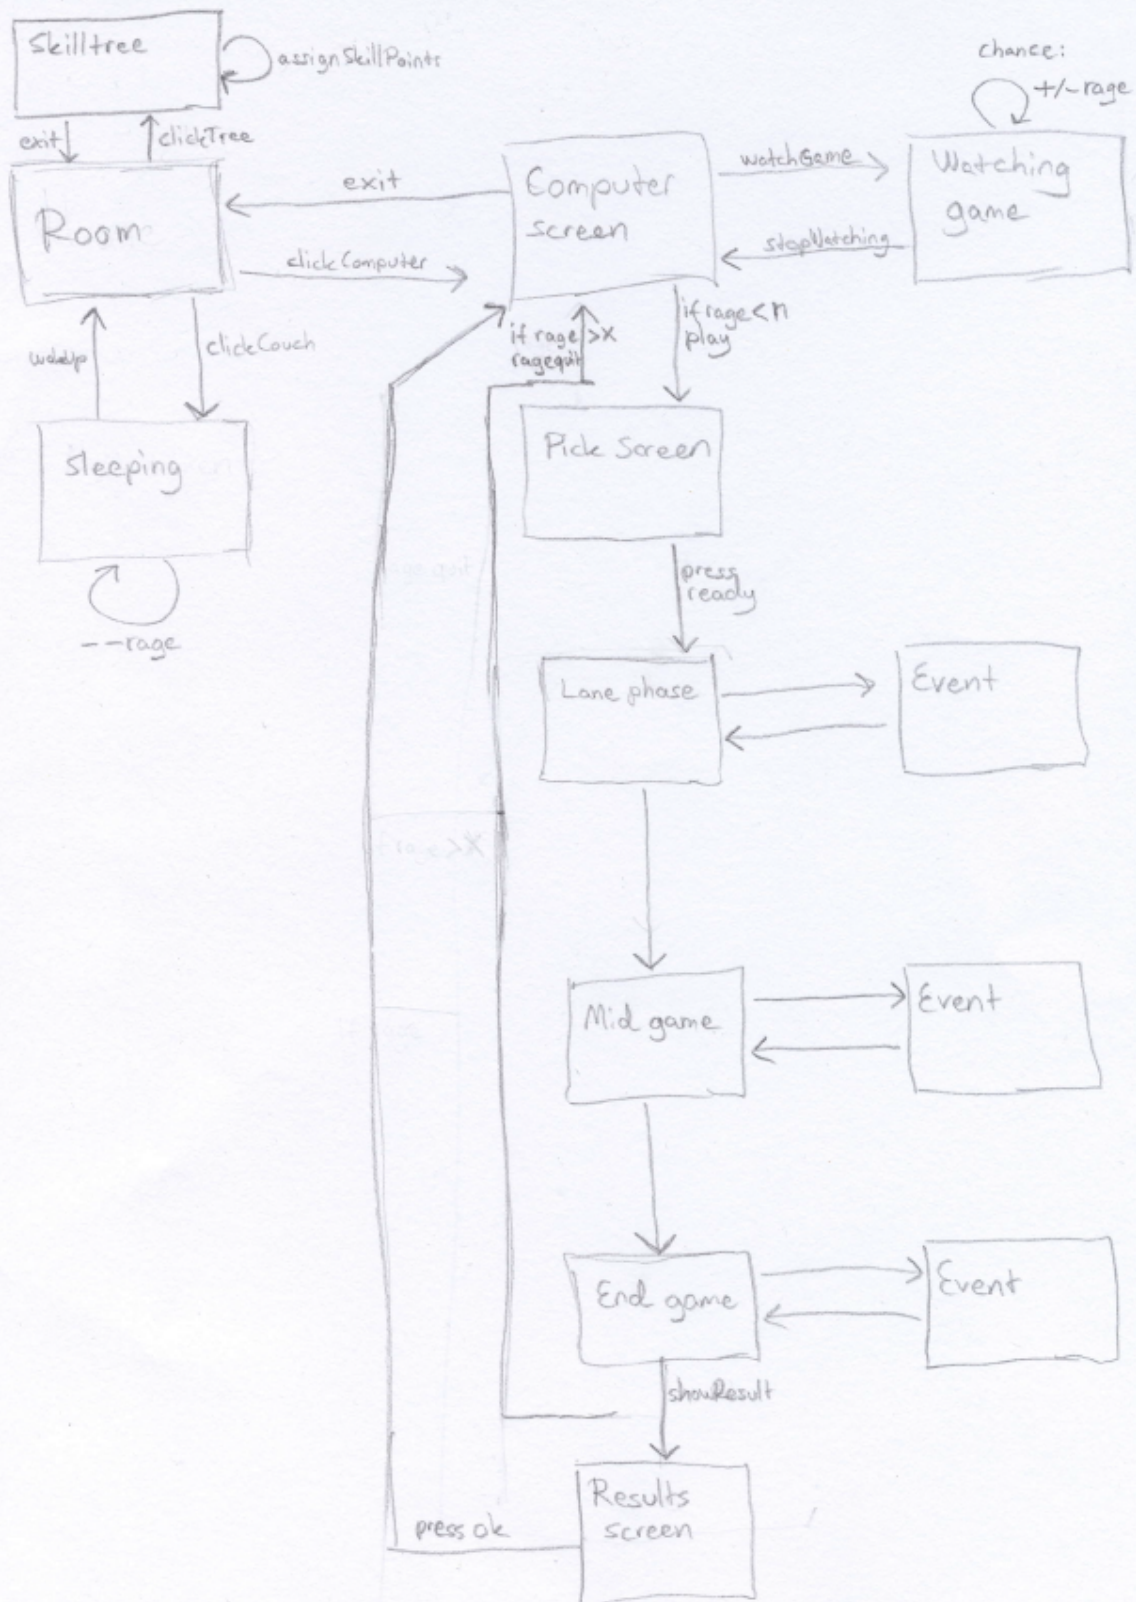 Skilltree
assignSkillPoints
chance:
+/- rage
exit
clickTree
Room
exit
clickComputer
Computer
screen
watchGame
stopWatching
Watching
game
wakeUp
clickCouch
if rage >x
ragequit
if rage < n
play
Sleeping
--rage
Pick Screen
press
ready
Lane phase
Event
Mid game
Event
End game
Event
showResult
Results
screen
press ok